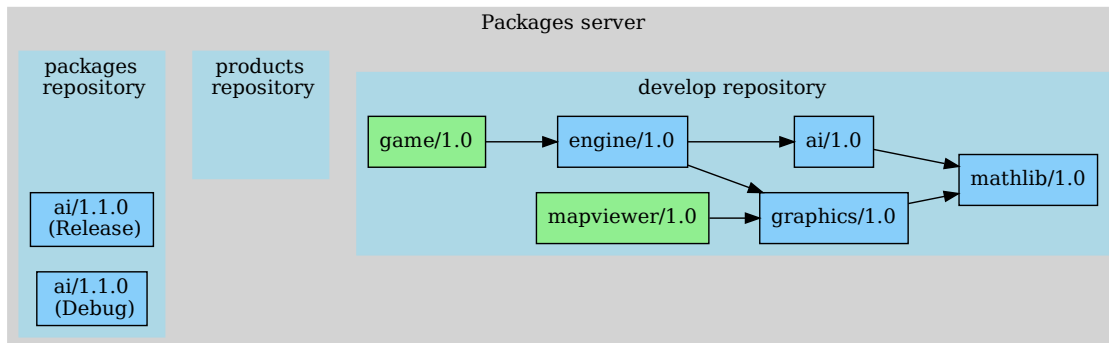 Packages server
packages
repository
ai/1.1.0
(Release)
ai/1.1.0
(Debug)
products
repository
develop repository
game/1.0
engine/1.0
ai/1.0
mathlib/1.0
mapviewer/1.0
graphics/1.0